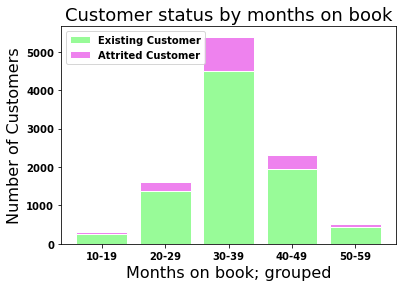 Customer status by months on book
Existing Customer
Attrited Customer
Number of Customers
5000
4000
3000
2000
1000
0
10-19 20-29 30-39 40-49 50-59
Months on book; grouped